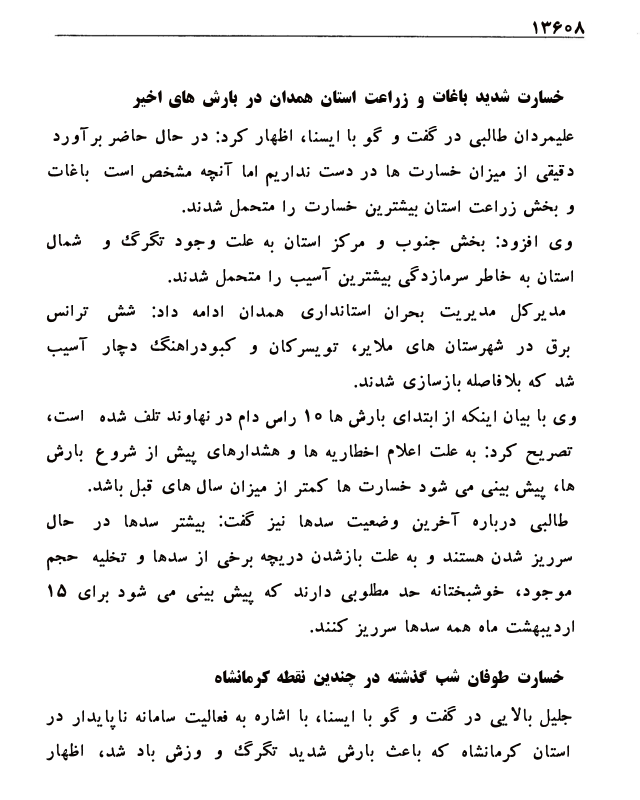 ۱۳۶۰۸
خسارت شدید باغات و زراعت استان همدان در بارش های اخیر
علیمردان طالبی در گفت و گو با ایسنا، اظهار کرد: در حال حاضر برآورد
دقیقی از میزان خسارت ها در دست نداریم اما آنچه مشخص است باغات
و بخش زراعت استان بیشترین خسارت را متحمل شدند.
وی افزود: بخش جنوب و مرکز استان به علت وجود تگرگ و شمال
استان به خاطر سرمازدگی بیشترین آسیب را متحمل شدند.
مدیرکل مدیریت بحران استانداری همدان ادامه داد: شش ترانس
برق در شهرستان های ملایر، تویسرکان و کبودراهنگ دچار آسیب
شد که بلافاصله بازسازی شدند.
وی با بیان اینکه از ابتدای بارش ها ۱۰ راس دام در نهاوند تلف شده است،
تصریح کرد: به علت اعلام اخطاریه ها و هشدارهای پیش از شروع بارش
ها، پیش بینی می شود خسارت ها کمتر از میزان سال های قبل باشد.
طالبی درباره آخرین وضعیت سدها نیز گفت: بیشتر سدها در حال
سرریز شدن هستند و به علت بازشدن دریچه برخی از سدها و تخلیه حجم
موجود، خوشبختانه حد مطلوبی دارند که پیش بینی می شود برای ۱۵
اردیبهشت ماه همه سدها سرریز کنند.
خسارت طوفان شب گذشته در چندین نقطه کرمانشاه
جلیل بالایی در گفت و گو با ایسنا، با اشاره به فعالیت سامانه ناپایدار در
استان کرمانشاه که باعث بارش شدید تگرگ و وزش باد شد، اظهار